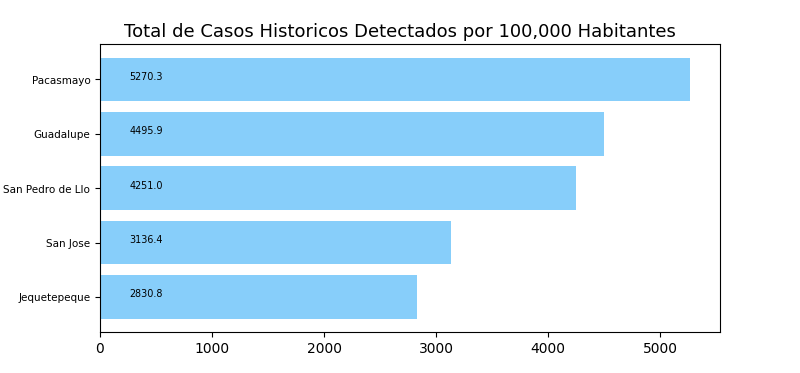 Total de Casos Historicos Detectados por 100,000 Habitantes
Pacasmayo 5270.3
Guadalupe 4495.9
San Pedro de Llo 4251.0
San Jose 3136.4
Jequetepeque 2830.8
0 1000 2000 3000 4000 5000